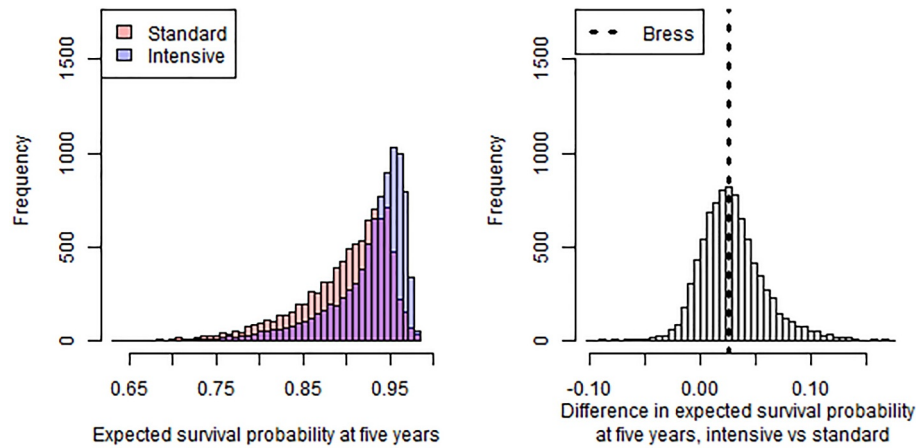 Standard
Intensive
Frequency
0
500
1000
1500
0.65
0.75
0.85
0.95
Expected survival probability at five years
Bress
Frequency
0
500
1000
1500
-0.10
0.00
0.10
Difference in expected survival probability
at five years, intensive vs standard